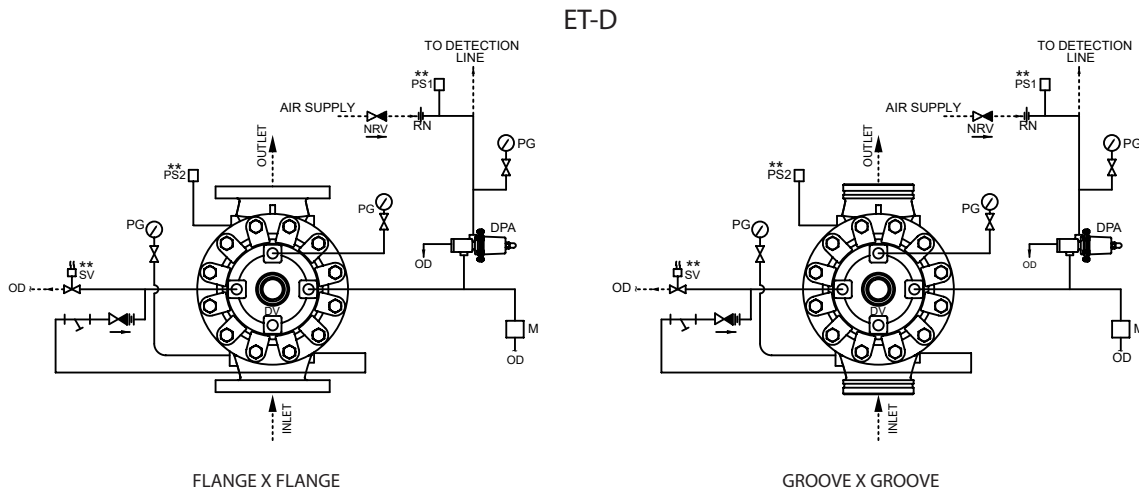 ET-D
TO DETECTION
LINE
**
PS1
AIR SUPPLY
NRV
RN
PG
OUTLET
**
PS2
PG
PG
DPA
OD
**
SV
OD
DV
M
OD
INLET
FLANGE X FLANGE
TO DETECTION
LINE
**
PS1
AIR SUPPLY
NRV
RN
PG
OUTLET
**
PS2
PG
PG
DPA
OD
**
SV
OD
DV
M
OD
INLET
GROOVE X GROOVE